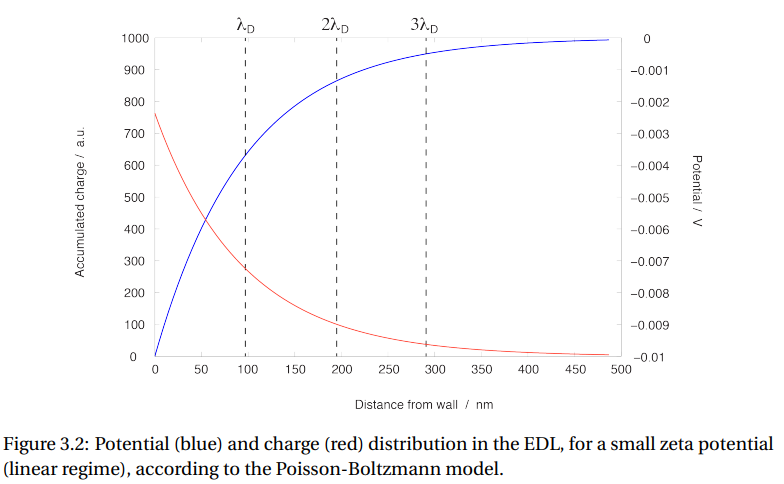 λD 2λD 3λD
1000 0
900 −0.001
800 −0.002
700 −0.003
600 −0.004
500 −0.005
400 −0.006
300 −0.007
200 −0.008
100 −0.009
0 −0.01
Accumulated charge / a.u.
Potential / V
0 50 100 150 200 250 300 350 400 450 500
Distance from wall / nm
Figure 3.2: Potential (blue) and charge (red) distribution in the EDL, for a small zeta potential
(linear regime), according to the Poisson-Boltzmann model.